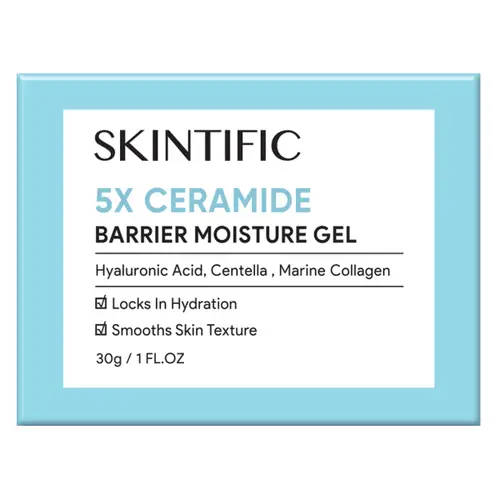 SKINTIFIC
5X CERAMIDE
BARRIER MOISTURE GEL
Hyaluronic Acid, Centella , Marine Collagen
☑ Locks In Hydration
☑ Smooths Skin Texture
30g / 1 FL.OZ